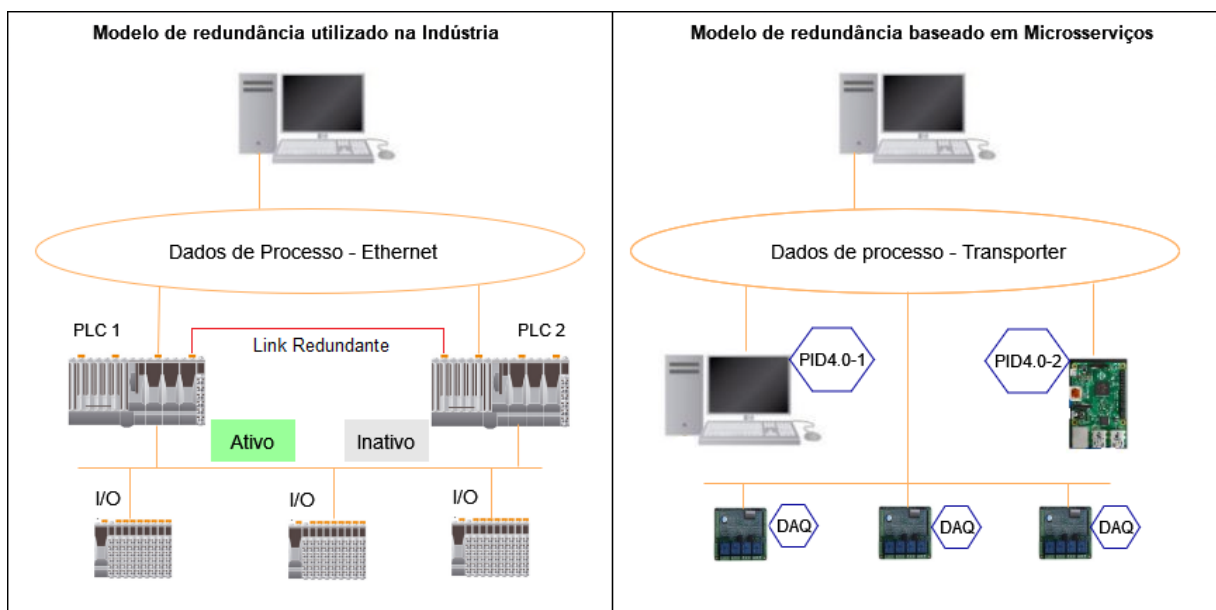 Modelo de redundância utilizado na Indústria
Dados de Processo - Ethernet
PLC 1
PLC 2
Link Redundante
Ativo
Inativo
I/O
I/O
I/O
Modelo de redundância baseado em Microsserviços
Dados de processo - Transporter
PID4.0-1
PID4.0-2
DAQ
DAQ
DAQ